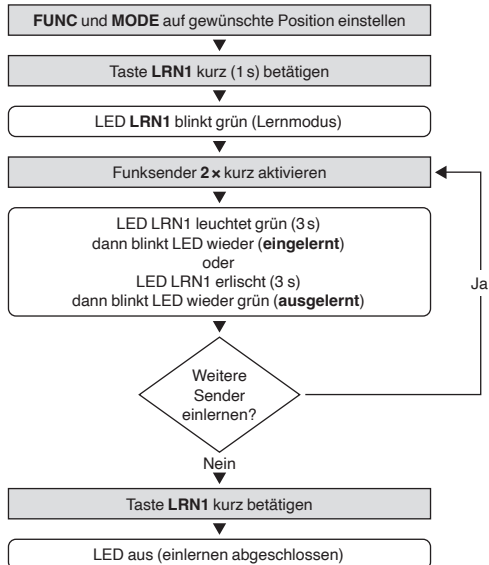 FUNC und MODE auf gewünschte Position einstellen
Taste LRN1 kurz (1 s) betätigen
LED LRN1 blinkt grün (Lernmodus)
Funksender 2 × kurz aktivieren
LED LRN1 leuchtet grün (3 s)
dann blinkt LED wieder (eingelernt)
oder
LED LRN1 erlischt (3 s)
dann blinkt LED wieder grün (ausgelernt)
Ja
Weitere
Sender
einlernen?
Nein
Taste LRN1 kurz betätigen
LED aus (einlernen abgeschlossen)